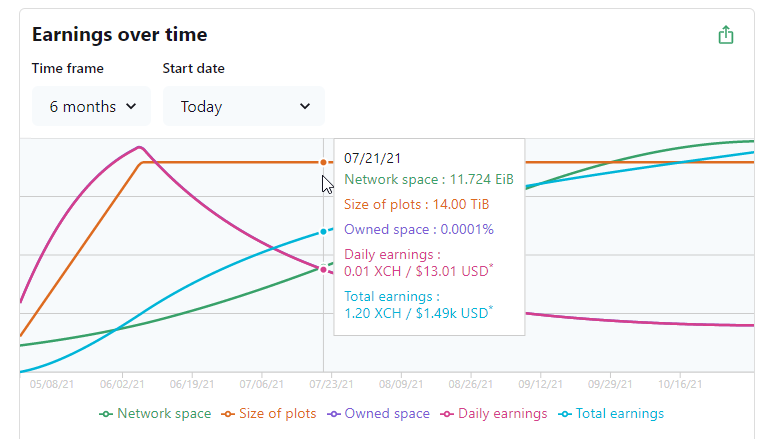 Earnings over time
Time frame Start date
6 months Today
07/21/21
Network space : 11.724 EiB
Size of plots : 14.00 TiB
Owned space : 0.0001%
Daily earnings :
0.01 XCH / $13.01 USD*
Total earnings :
1.20 XCH / $1.49k USD*
05/08/21 06/02/21 06/19/21 07/06/21 07/23/21 08/09/21 08/26/21 09/12/21 09/29/21 10/16/21
Network space Size of plots Owned space Daily earnings Total earnings